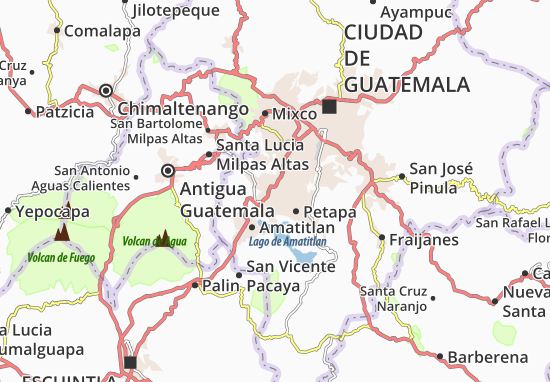 Jilotepeque
Ayampuc
Comalapa
CIUDAD
DE
GUATEMALA
Cruz
anya
Patzicia
Chimaltenango
Mixco
San Bartolome
Milpas Altas
Santa Lucia
Milpas Altas
San Antonio
Aguas Calientes
San José
Pinula
Antigua
Guatemala
Yepocapa
Petapa
San Rafael L
Flor
Amatitlan
Volcan de Agua
Lago de Amatitlan
Fraijanes
Volcan de Fuego
San Vicente
Pacaya
Ca
Palin
Santa Cruz
Naranjo
Nueva
Santa
a Lucia
umalguapa
Barberena
ESCUINTLA